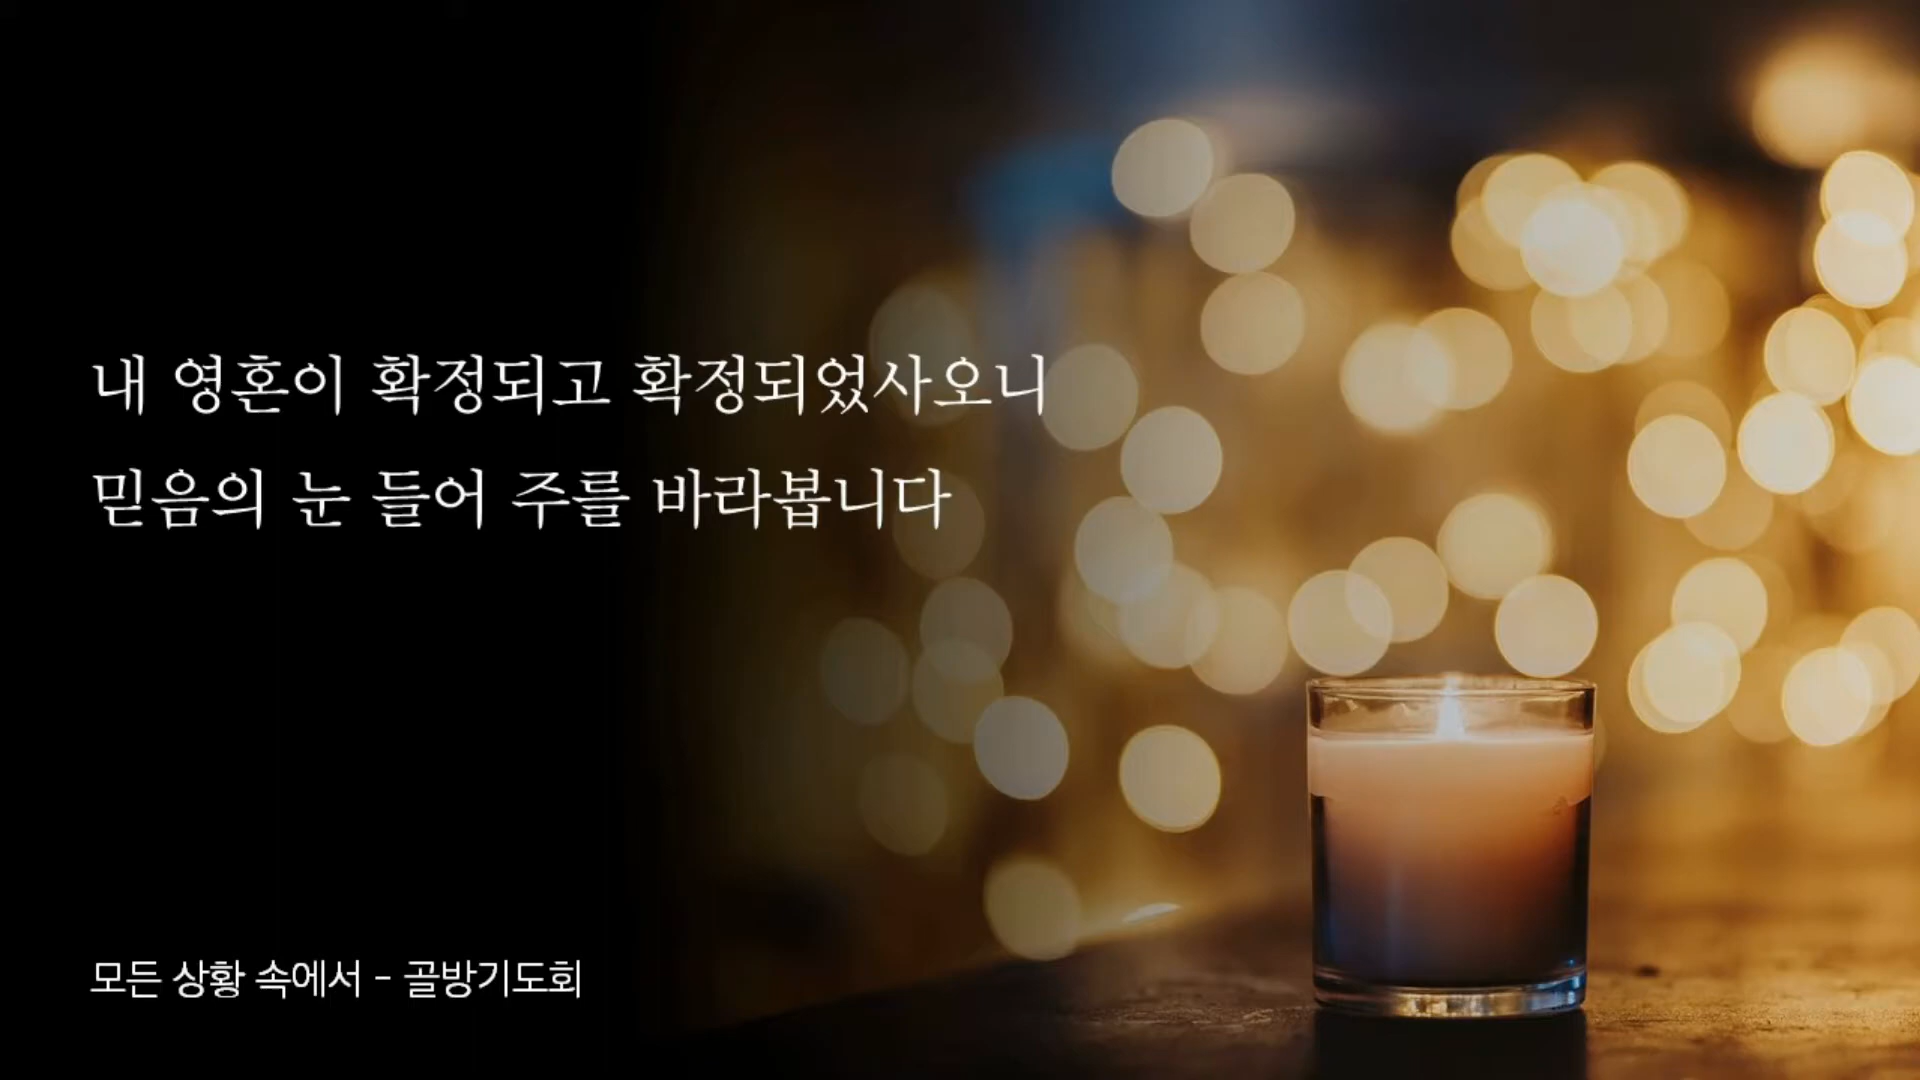 내 영혼이 확정되고 확정되었사오니
믿음의 눈 들어 주를 바라봅니다
모든 상황 속에서 - 골방기도회